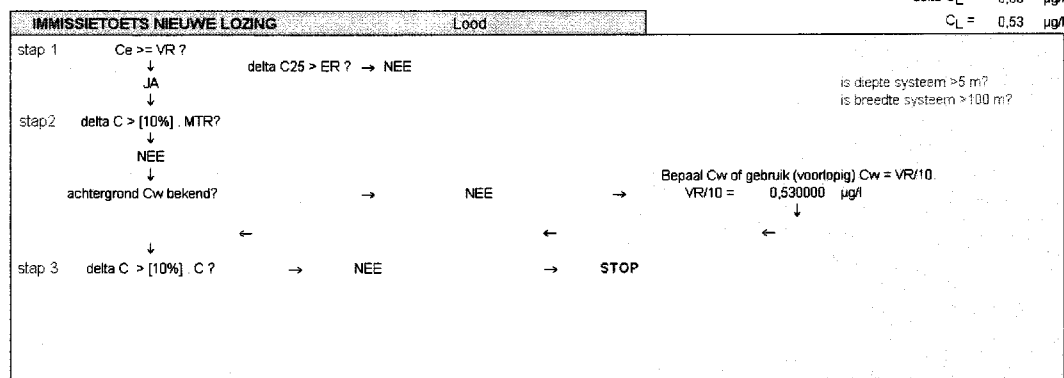 IMMISSIETOETS NIEUWE LOZING Lood
CL = 0,53 µg/l
stap 1 Ce >= VR ?
↓ delta C25 > ER ? → NEE
JA
↓
is diepte systeem >5 m?
is breedte systeem >100 m?
stap2 delta C > [10%] . MTR?
↓
NEE
↓
Bepaal Cw of gebruik (voorlopig) Cw = VR/10.
achtergrond Cw bekend? → NEE → VR/10 = 0,530000 µg/l
↓
← ← ←
↓
stap 3 delta C > [10%] . C ? → NEE → STOP